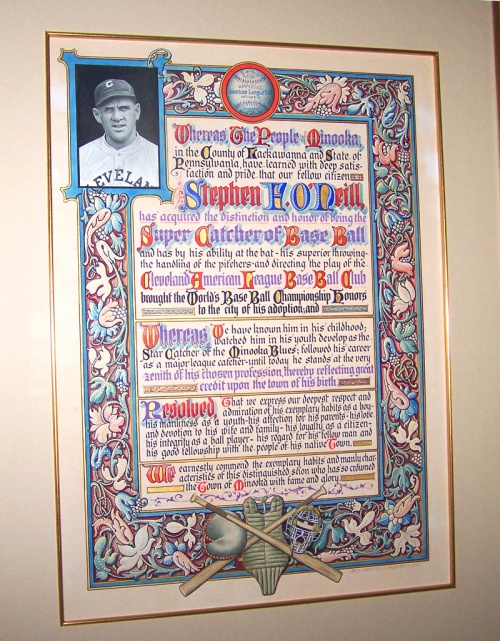 C
CLEVELAN
OFFICIAL
American League
Whereas, The People of Minooka,
in the County of Lackawanna and State of
Pennsylvania, have learned with deep satis-
faction and pride that our fellow citizen
Stephen F. O'Neill,
has acquired the distinction and honor of being the
Super Catcher of Base Ball
and has by his ability at the bat - his superior throwing-
the handling of the pitchers - and directing the play of the
Cleveland American League Base Ball Club
brought the World's Base Ball Championship Honors
to the city of his adoption; and
Whereas, We have known him in his childhood;
watched him in his youth develop as the
Star Catcher of the Minooka Blues; followed his career
as a major league catcher - until today he stands at the very
zenith of his chosen profession, thereby reflecting great
credit upon the town of his birth
Resolved, That we express our deepest respect and
admiration of his exemplary habits as a boy-
his manliness as a youth - his affection for his parents - his love
and devotion to his wife and family - his loyalty and honesty
his integrity as a ball player - his regard for his fellow man and
his good fellowship with the people of his native Town.
We earnestly commend the exemplary habits and manly char-
acteristics of this distinguished scion who has so crowned
the Town of Minooka with fame and glory